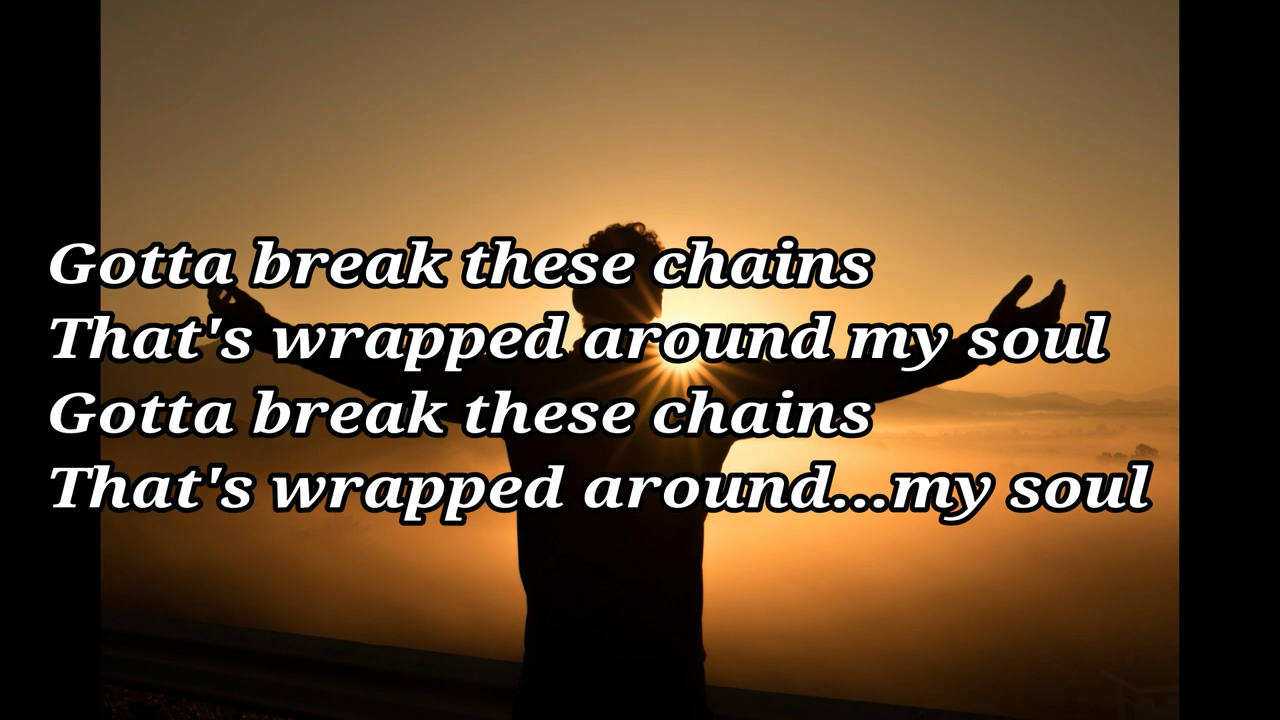 Gotta break these chains
That's wrapped around my soul
Gotta break these chains
That's wrapped around...my soul